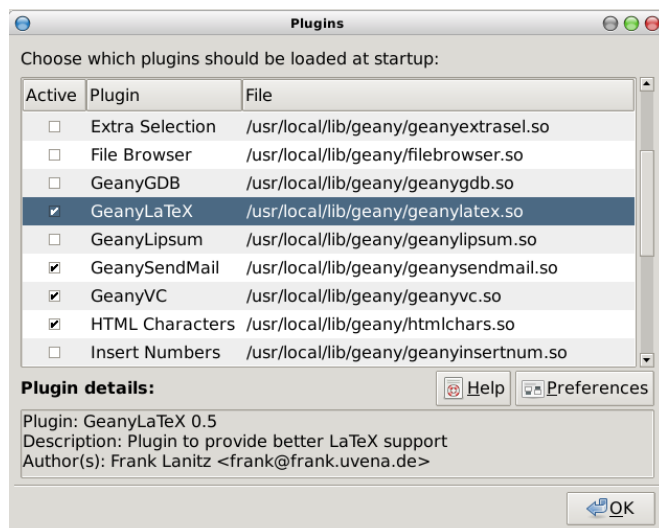 Plugins
Choose which plugins should be loaded at startup:
Active Plugin File
Extra Selection /usr/local/lib/geany/geanyextrasel.so
File Browser /usr/local/lib/geany/filebrowser.so
GeanyGDB /usr/local/lib/geany/geanygdb.so
GeanyLaTeX /usr/local/lib/geany/geanylatex.so
GeanyLipsum /usr/local/lib/geany/geanylipsum.so
GeanySendMail /usr/local/lib/geany/geanysendmail.so
GeanyVC /usr/local/lib/geany/geanyvc.so
HTML Characters /usr/local/lib/geany/htmlchars.so
Insert Numbers /usr/local/lib/geany/geanyinsertnum.so
Plugin details: Help Preferences
Plugin: GeanyLaTeX 0.5
Description: Plugin to provide better LaTeX support
Author(s): Frank Lanitz <frank@frank.uvena.de>
OK